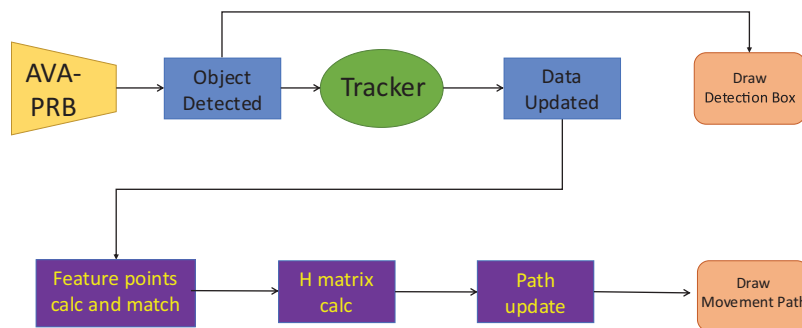 AVA-
PRB
Object
Detected
Tracker
Data
Updated
Draw
Detection Box
Feature points
calc and match
H matrix
calc
Path
update
Draw
Movement Path